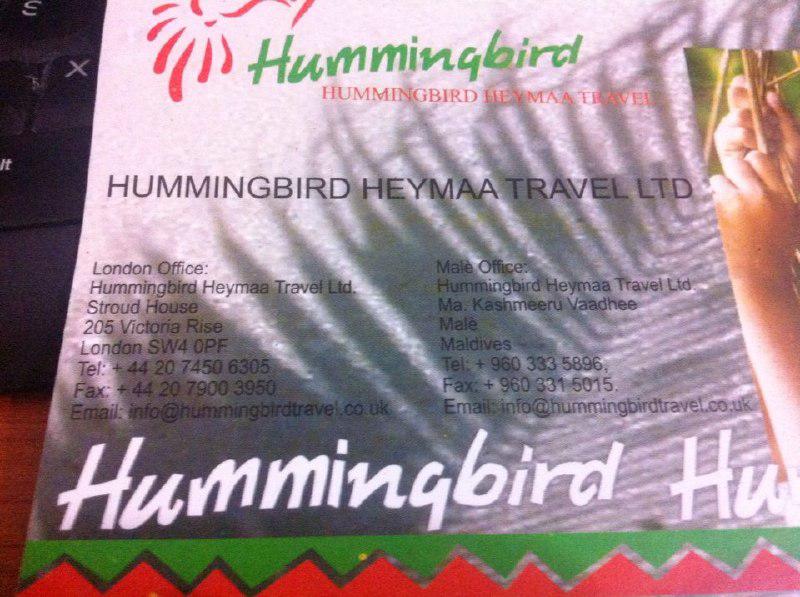 Hummingbird
HUMMINGBIRD HEYMAA TRAVEL
HUMMINGBIRD HEYMAA TRAVEL LTD
London Office:
Hummingbird Heymaa Travel Ltd.
Stroud House
205 Victoria Rise
London SW4 0PF
Tel: + 44 20 7450 6305
Fax: + 44 20 7900 3950
Email: info@hummingbirdtravel.co.uk
Malè Office:
Hummingbird Heymaa Travel Ltd.
Ma. Kashmeeru Vaadhee
Malè
Maldives
Tel: + 960 333 5896,
Fax: + 960 331 5015.
Email: info@hummingbirdtravel.co.uk
Hummingbird Hu